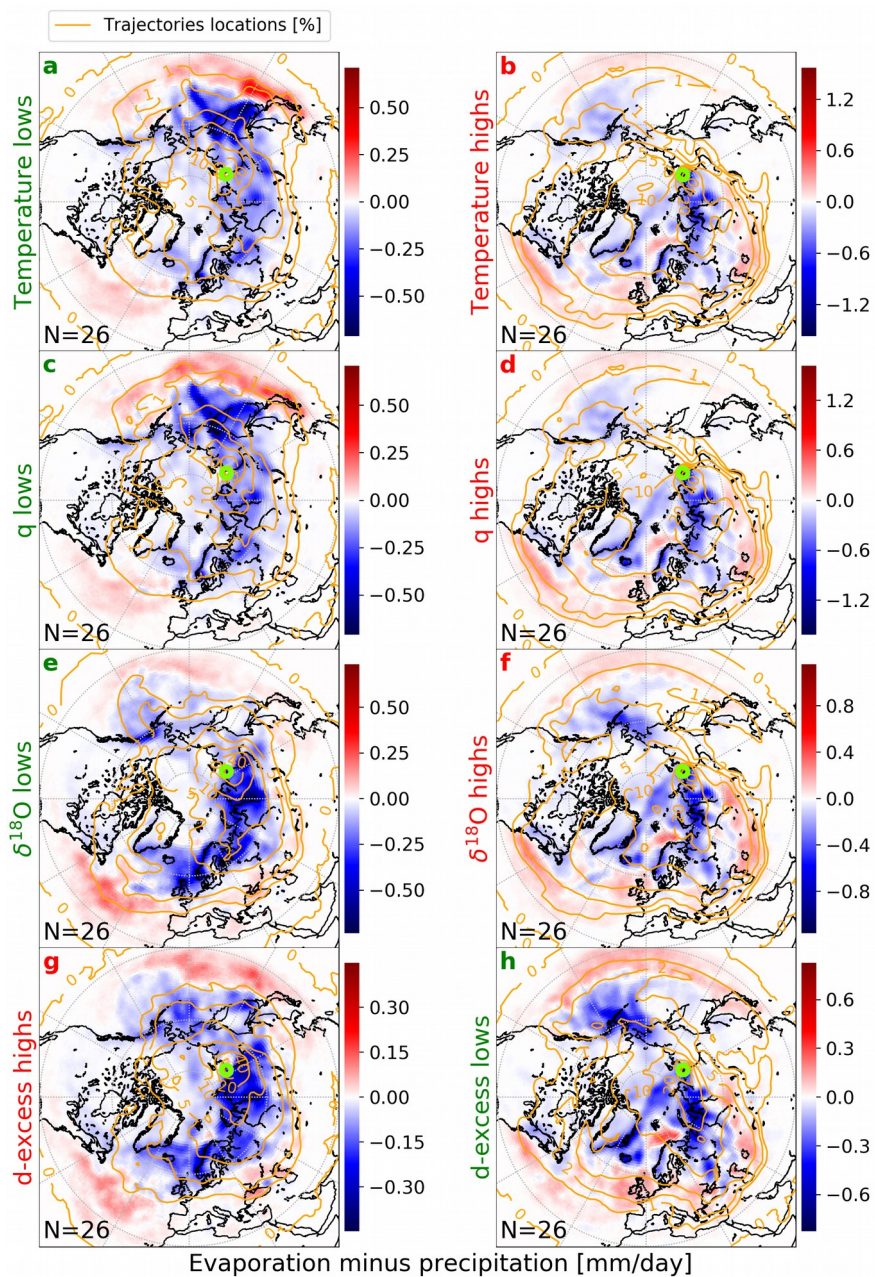 Trajectories locations [%]
a
Temperature lows
N=26
0.50
0.25
0.00
−0.25
−0.50
b
Temperature highs
N=26
1.2
0.6
0.0
−0.6
−1.2
c
q lows
N=26
0.50
0.25
0.00
−0.25
−0.50
d
q highs
N=26
1.2
0.6
0.0
−0.6
−1.2
e
δ¹⁸O lows
N=26
0.50
0.25
0.00
−0.25
−0.50
f
δ¹⁸O highs
N=26
0.8
0.4
0.0
−0.4
−0.8
g
d-excess highs
N=26
0.30
0.15
0.00
−0.15
−0.30
h
d-excess lows
N=26
0.6
0.3
0.0
−0.3
−0.6
Evaporation minus precipitation [mm/day]